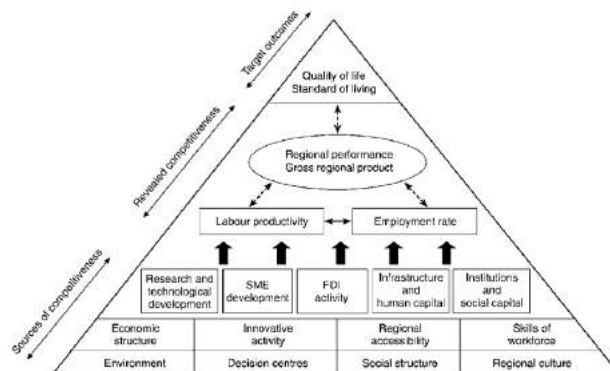 Target outcomes
Quality of life
Standard of living
Revealed competitiveness
Regional performance
Gross regional product
Labour productivity
Employment rate
Sources of competitiveness
Research and
technological
development
SME
development
FDI
activity
Infrastructure
and
human capital
Institutions
and
social capital
Economic
structure
Innovative
activity
Regional
accessibility
Skills of
workforce
Environment
Decision centres
Social structure
Regional culture